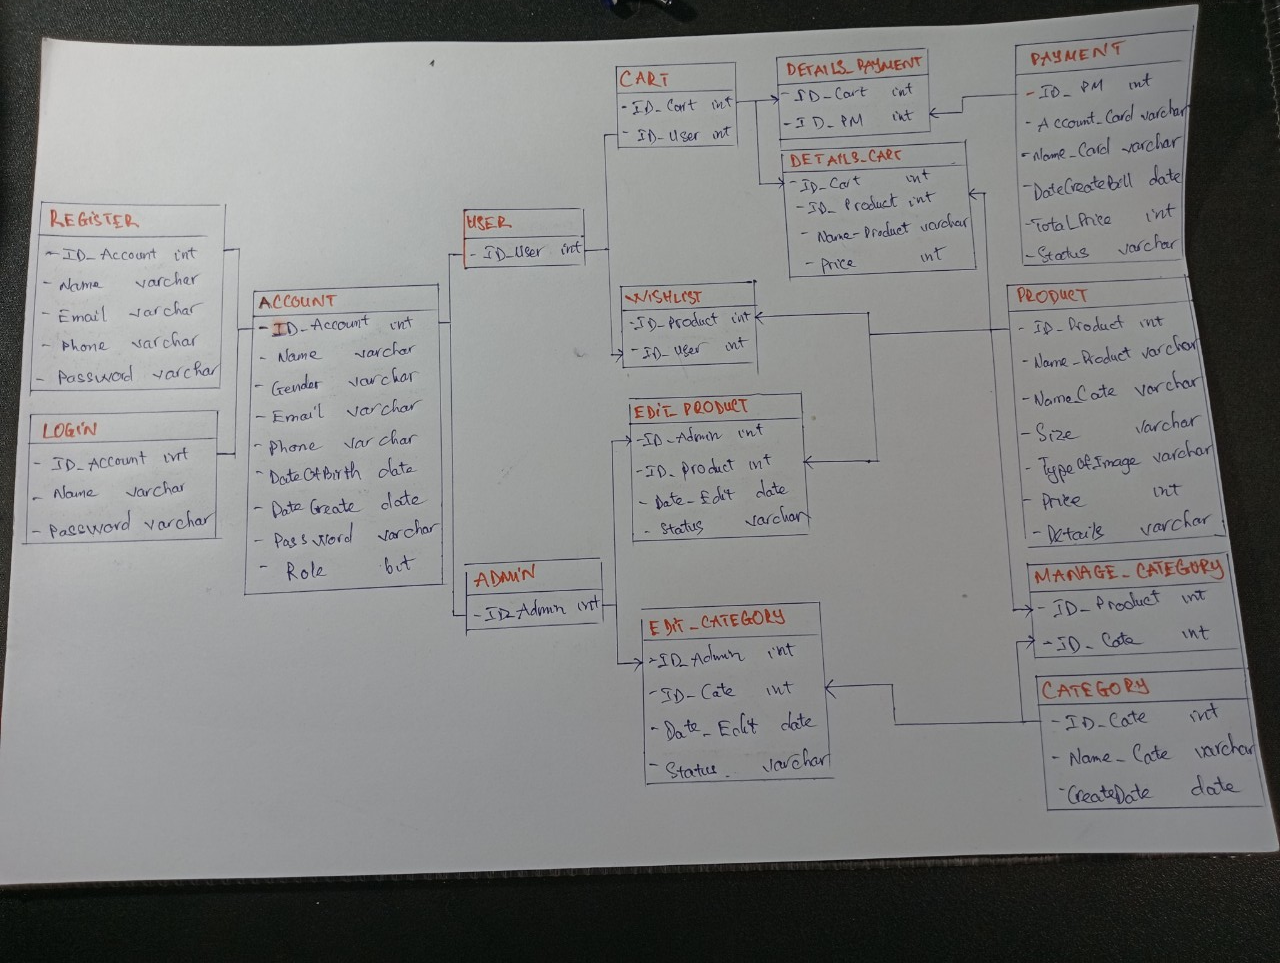 REGISTER
- ID_Account int
- Name varchar
- Email varchar
- Phone varchar
- Password varchar
LOGIN
- ID_Account int
- Name varchar
- Password varchar
ACCOUNT
- ID_Account int
- Name varchar
- Gender varchar
- Email varchar
- Phone varchar
- DateOfBirth date
- DateCreate date
- Password varchar
- Role bit
USER
- ID_User int
ADMIN
- ID_Admin int
CART
- ID_Cart int
- ID_User int
WISHLIST
- ID_Product int
- ID_User int
EDIT_PRODUCT
- ID_Admin int
- ID_Product int
- Date_Edit date
- Status varchar
EDIT_CATEGORY
- ID_Admin int
- ID_Cate int
- Date_Edit date
- Status varchar
DETAILS_PAYMENT
- ID_Cart int
- ID_PM int
DETAILS_CART
- ID_Cart int
- ID_Product int
- Name_Product varchar
- Price int
PAYMENT
- ID_PM int
- Account_Card varchar
- Name_Card varchar
- DateCreateBill date
- TotalPrice int
- Status varchar
PRODUCT
- ID_Product int
- Name_Product varchar
- Name_Cate varchar
- Size varchar
- TypeOfImage varchar
- Price int
- Details varchar
MANAGE_CATEGORY
- ID_Product int
- ID_Cate int
CATEGORY
- ID_Cate int
- Name_Cate varchar
- CreateDate date